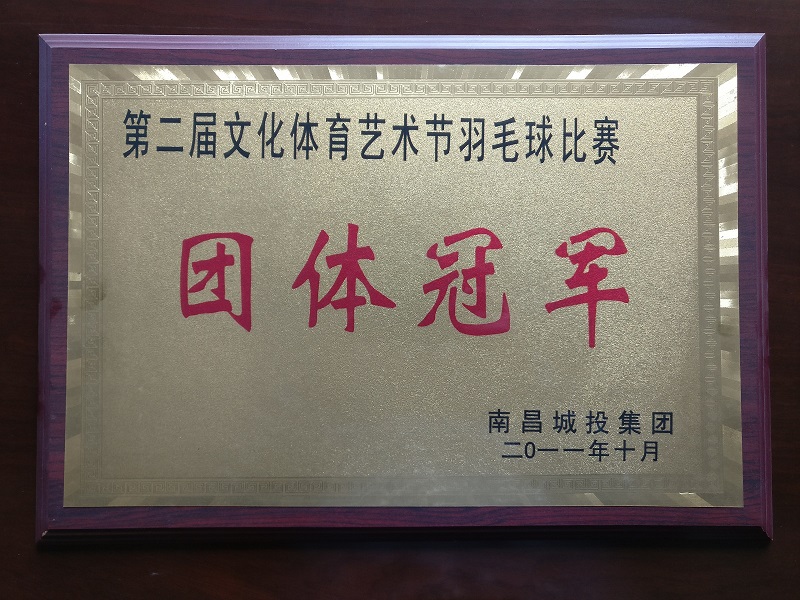 第二届文化体育艺术节羽毛球比赛
团体冠军
南昌城投集团
二0一一年十月